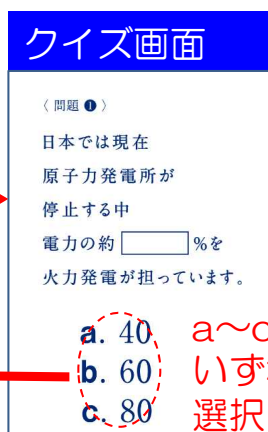 クイズ画面
〈問題❶〉
日本では現在
原子力発電所が
停止する中
電力の約 %を
火力発電が担っています。
a. 40
b. 60
c. 80
a〜
いず
選択